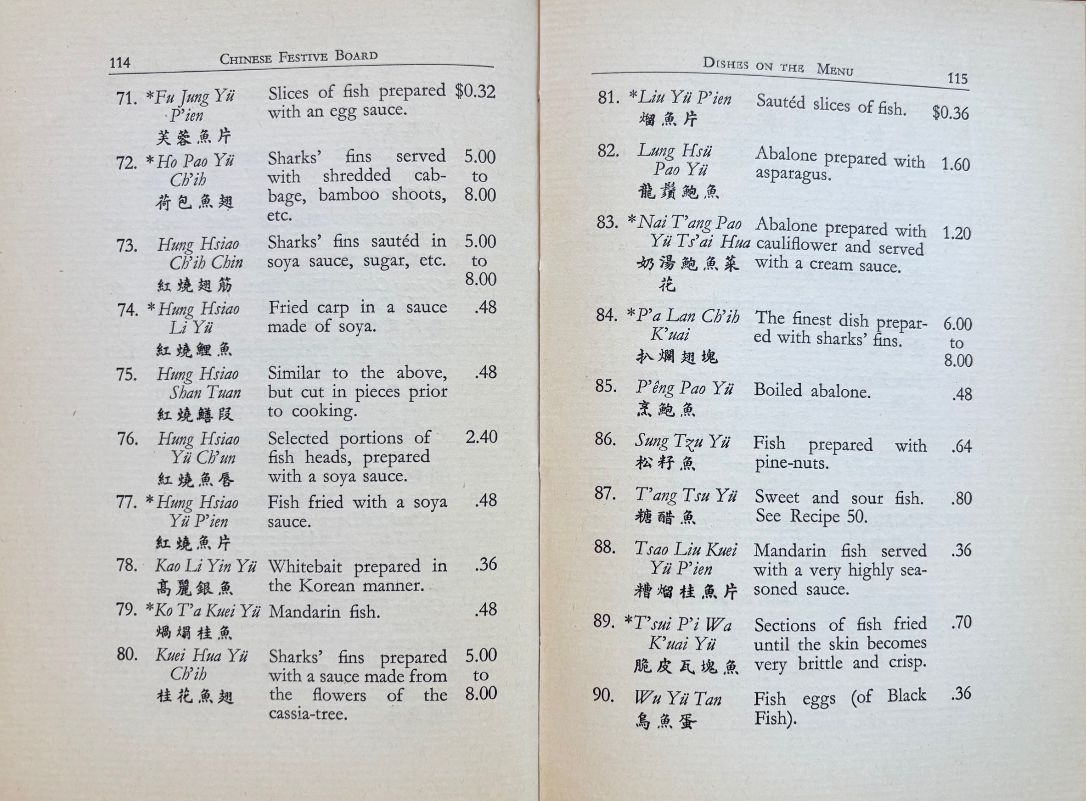 114 CHINESE FESTIVE BOARD
71. *Fu Jung Yü Slices of fish prepared $0.32
P'ien with an egg sauce.
芙蓉魚片
72. *Ho Pao Yü Sharks' fins served 5.00
Ch'ih with shredded cab- to
荷包魚翅 bage, bamboo shoots, 8.00
etc.
73. Hung Hsiao Sharks' fins sautéd in 5.00
Ch'ih Chin soya sauce, sugar, etc. to
紅燒翅筋 8.00
74. *Hung Hsiao Fried carp in a sauce .48
Li Yü made of soya.
紅燒鯉魚
75. Hung Hsiao Similar to the above, .48
Shan Tuan but cut in pieces prior
紅燒鱔段 to cooking.
76. Hung Hsiao Selected portions of 2.40
Yü Ch'un fish heads, prepared
紅燒魚唇 with a soya sauce.
77. *Hung Hsiao Fish fried with a soya .48
Yü P'ien sauce.
紅燒魚片
78. Kao Li Yin Yü Whitebait prepared in .36
高麗銀魚 the Korean manner.
79. *Ko T'a Kuei Yü Mandarin fish. .48
桂魚
80. Kuei Hua Yü Sharks' fins prepared 5.00
Ch'ih with a sauce made from to
桂花魚翅 the flowers of the 8.00
cassia-tree.
DISHES ON THE MENU 115
81. *Liu Yü P'ien Sautéd slices of fish. $0.36
熘魚片
82. Lung Hsü Abalone prepared with 1.60
Pao Yü asparagus.
龍鬚鮑魚
83. *Nai T'ang Pao Abalone prepared with 1.20
Yü Ts'ai Hua cauliflower and served
奶湯鮑魚菜 with a cream sauce.
花
84. *P'a Lan Ch'ih The finest dish prepar- 6.00
K'uai ed with sharks' fins. to
扒爛翅塊 8.00
85. P'êng Pao Yü Boiled abalone. .48
烹鮑魚
86. Sung Tzu Yü Fish prepared with .64
松籽魚 pine-nuts.
87. T'ang Tsu Yü Sweet and sour fish. .80
糖醋魚 See Recipe 50.
88. Tsao Liu Kuei Mandarin fish served .36
Yü P'ien with a very highly sea-
糟熘桂魚片 soned sauce.
89. *T'sui P'i Wa Sections of fish fried .70
K'uai Yü until the skin becomes
脆皮瓦塊魚 very brittle and crisp.
90. Wu Yü Tan Fish eggs (of Black .36
烏魚蛋 Fish).